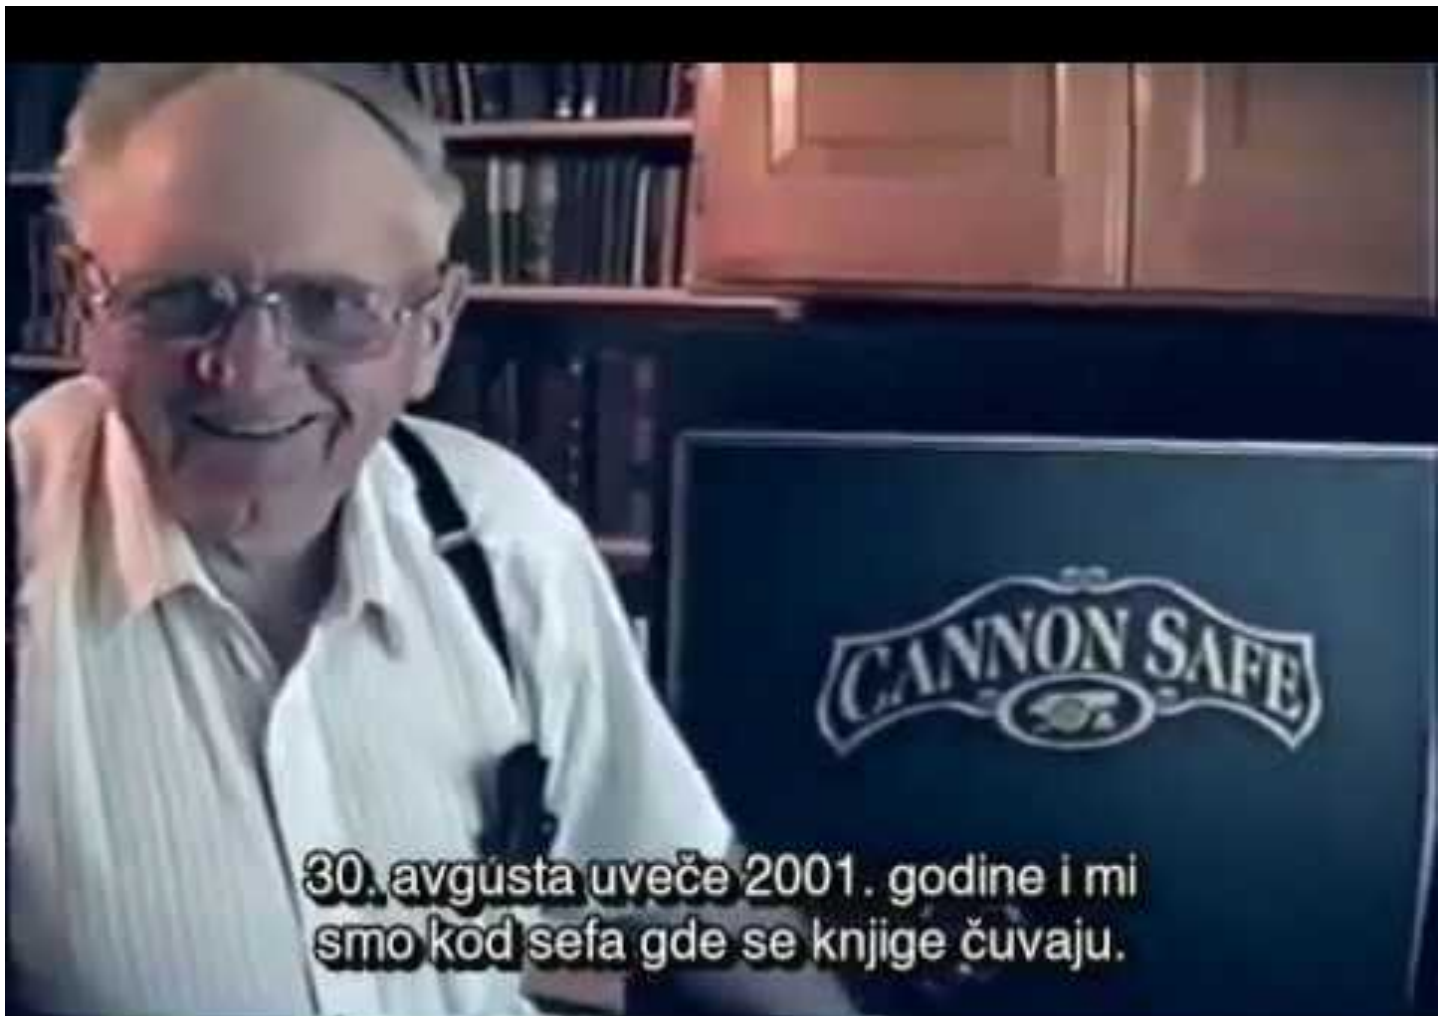 CANNON SAFE
30. avgusta uveče 2001. godine i mi
smo kod sefa gde se knjige čuvaju.